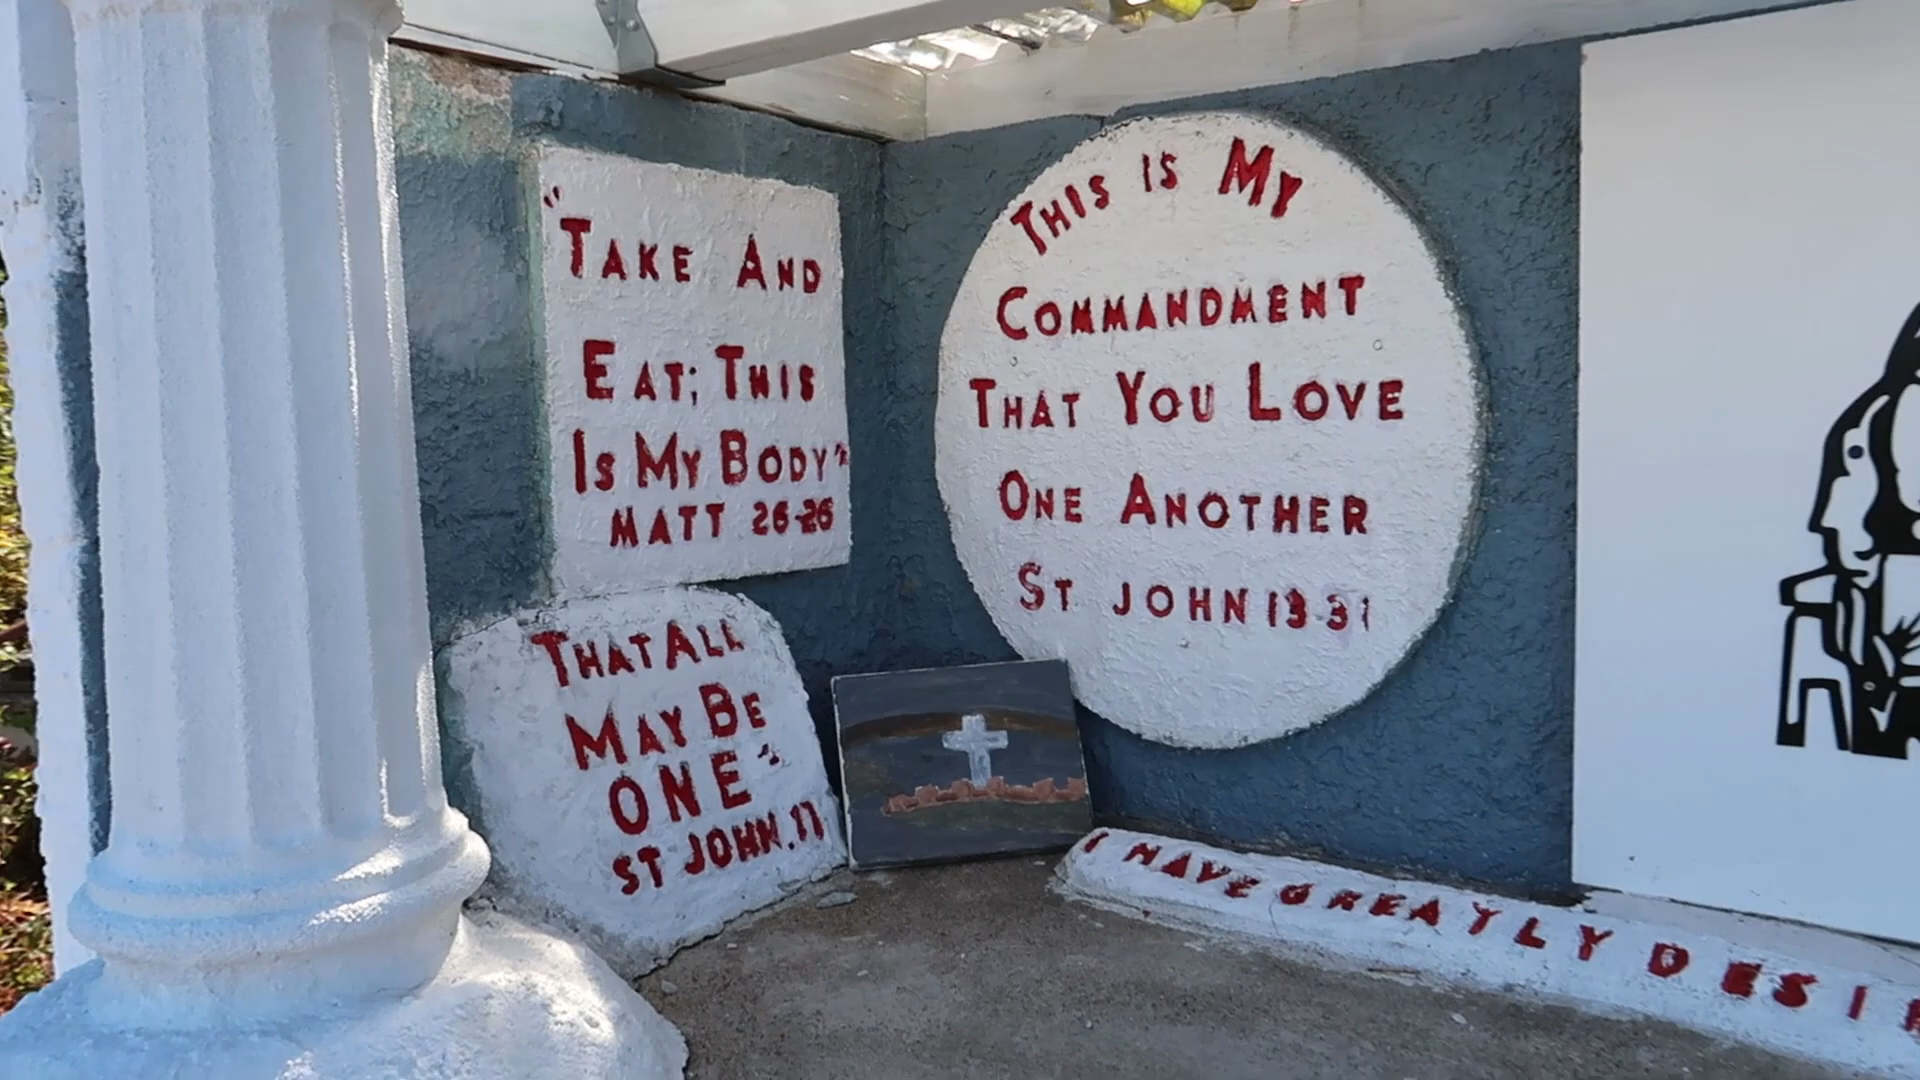 "TAKE AND
EAT; THIS
IS MY BODY"
MATT 26-26
THIS IS MY
COMMANDMENT
THAT YOU LOVE
ONE ANOTHER
ST JOHN 13-31
THAT ALL
MAY BE
ONE"
ST JOHN. 17
I HAVE GREATLY DESIR